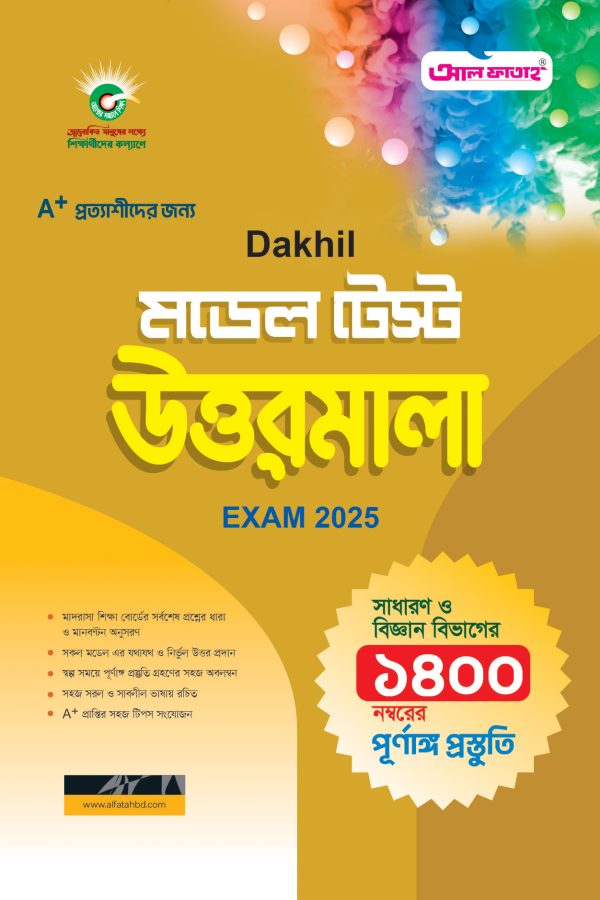 আল ফাতাহ®
আলোকিত মানুষের লক্ষ্যে
শিক্ষার্থীদের কল্যাণে
A+ প্রত্যাশীদের জন্য
Dakhil
মডেল টেস্ট
উত্তরমালা
EXAM 2025
মাদরাসা শিক্ষা বোর্ডের সর্বশেষ প্রশ্নের ধারা
ও মানবণ্টন অনুসরণ
সকল মডেল এর যথাযথ ও নির্ভুল উত্তর প্রদান
স্বল্প সময়ে পূর্ণাঙ্গ প্রস্তুতি গ্রহণের সহজ অবলম্বন
সহজ সরল ও সাবলীল ভাষায় রচিত
A+ প্রাপ্তির সহজ টিপস সংযোজন
সাধারণ ও
বিজ্ঞান বিভাগের
১৪০০
নম্বরের
পূর্ণাঙ্গ প্রস্তুতি
www.alfatahbd.com